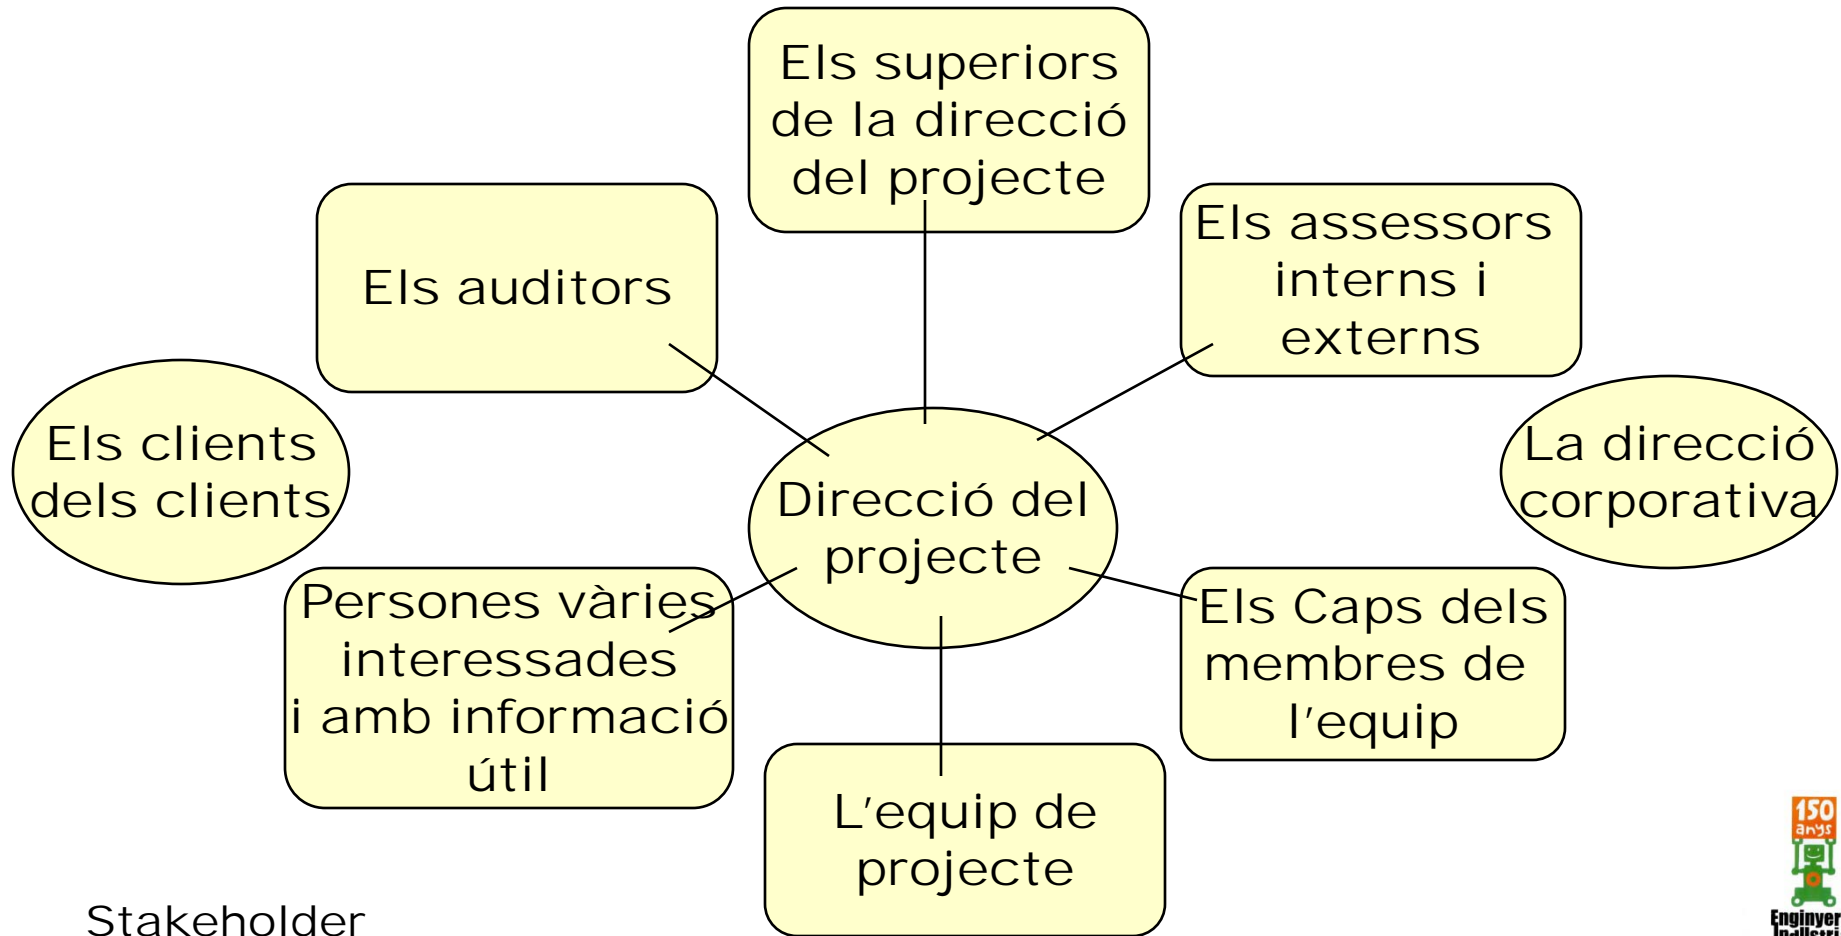 Els superiors
de la direcció
del projecte
Els auditors
Els assessors
interns i
externs
Els clients
dels clients
La direcció
corporativa
Direcció del
projecte
Persones vàries
interessades
i amb informació
útil
Els Caps dels
membres de
l'equip
L'equip de
projecte
Stakeholder
150
anys
Enginyer